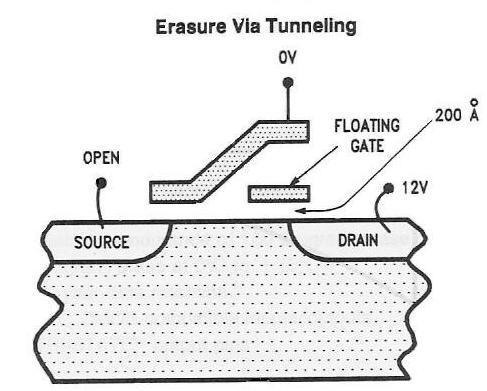 Erasure Via Tunneling
0V
FLOATING
GATE
200 Å
OPEN
12V
SOURCE
DRAIN